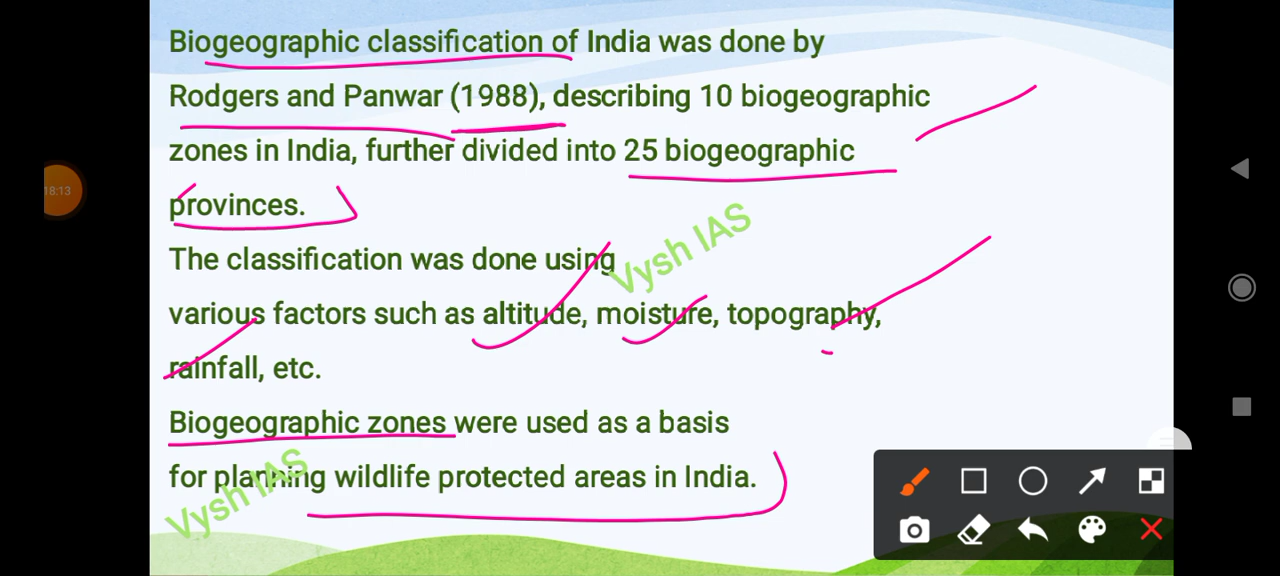 Biogeographic classification of India was done by
Rodgers and Panwar (1988), describing 10 biogeographic
zones in India, further divided into 25 biogeographic
provinces.
The classification was done using
various factors such as altitude, moisture, topography,
rainfall, etc.
Biogeographic zones were used as a basis
for planning wildlife protected areas in India.
Vysh IAS
Vysh IAS
18:13